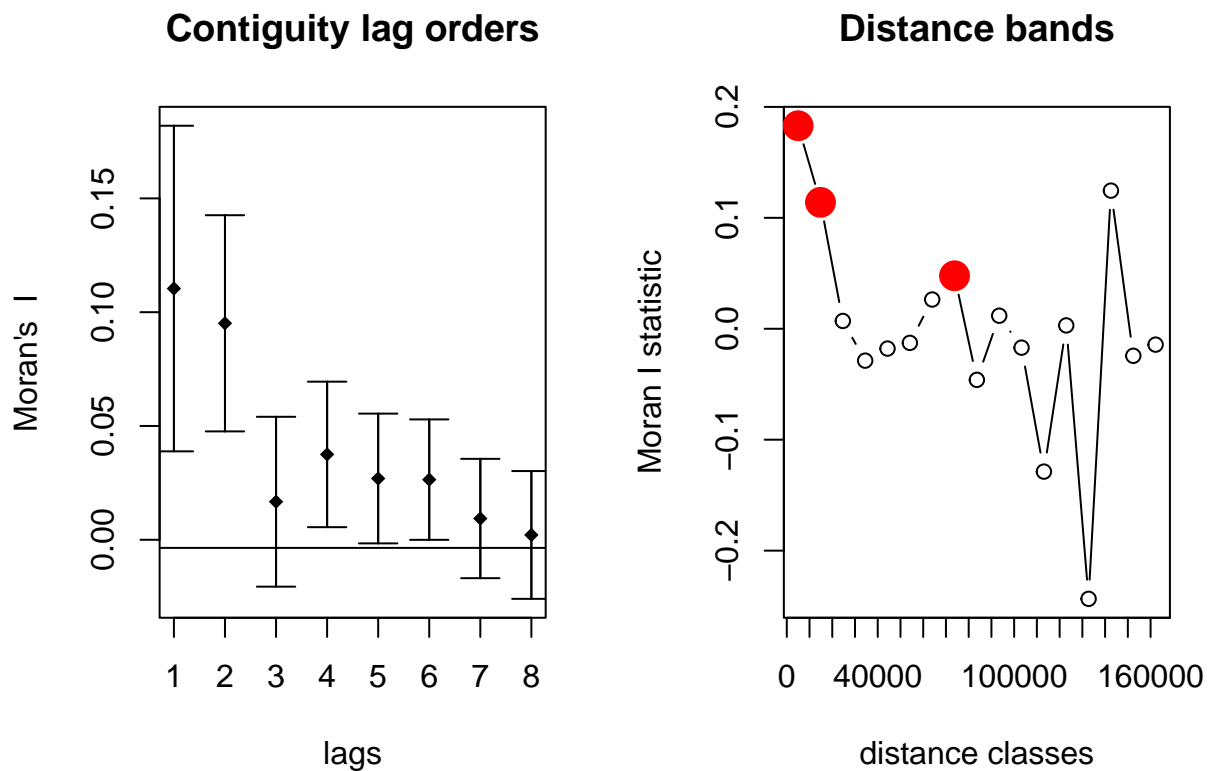 Contiguity lag orders
Moran's I
0.15
0.10
0.05
0.00
1 2 3 4 5 6 7 8
lags
Distance bands
Moran I statistic
0.2
0.1
0.0
−0.1
−0.2
0 40000 100000 160000
distance classes